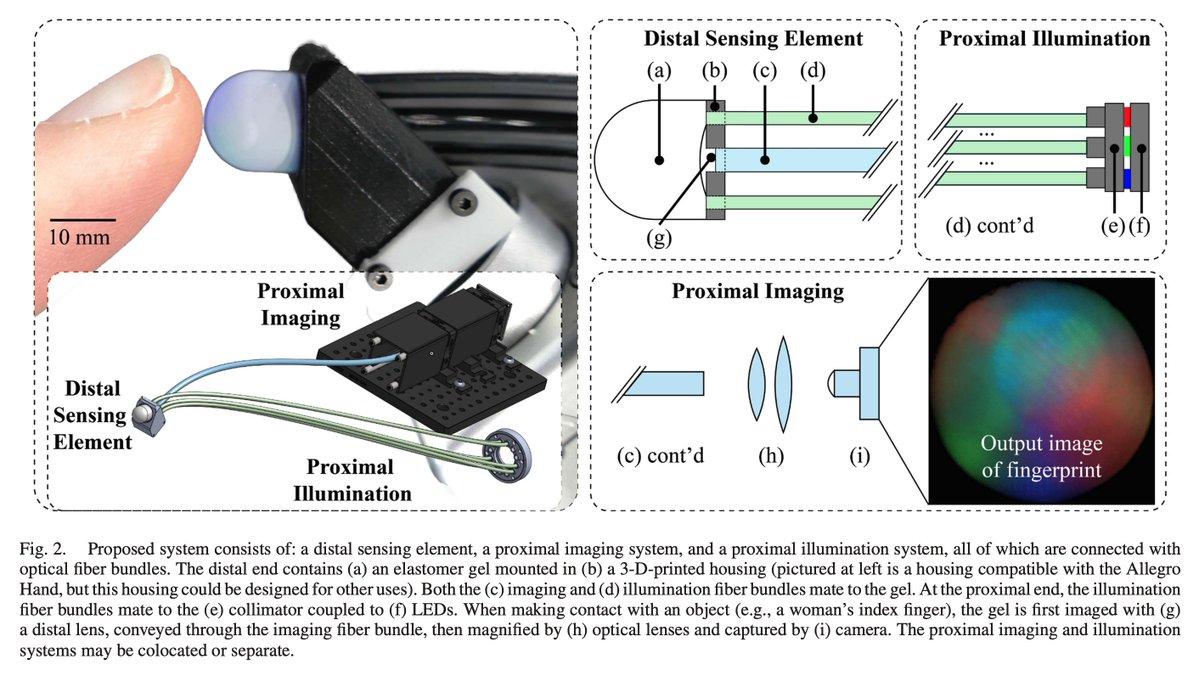 10 mm
Proximal
Imaging
Distal
Sensing
Element
Proximal
Illumination
Distal Sensing Element
(a) (b) (c) (d)
(g)
Proximal Illumination
...
...
(d) cont’d
(e) (f)
Proximal Imaging
(c) cont’d
(h)
(i)
Output image
of fingerprint
Fig. 2. Proposed system consists of: a distal sensing element, a proximal imaging system, and a proximal illumination system, all of which are connected with
optical fiber bundles. The distal end contains (a) an elastomer gel mounted in (b) a 3-D-printed housing (pictured at left is a housing compatible with the Allegro
Hand, but this housing could be designed for other uses). Both the (c) imaging and (d) illumination fiber bundles mate to the gel. At the proximal end, the illumination
fiber bundles mate to the (e) collimator coupled to (f) LEDs. When making contact with an object (e.g., a woman’s index finger), the gel is first imaged with (g)
a distal lens, conveyed through the imaging fiber bundle, then magnified by (h) optical lenses and captured by (i) camera. The proximal imaging and illumination
systems may be colocated or separate.